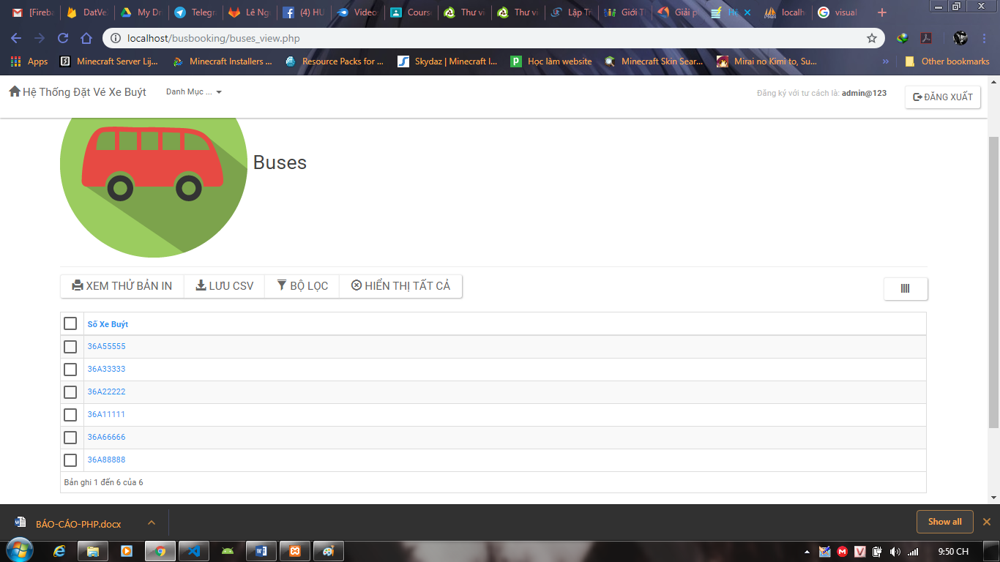 [Fireba
DatVe
My Dr
Telegra
Lê Ng
(4) HU
Video
Course
Thư vi
Thư vi
Lập Tr
Giới T
Giải p
localh
visual
localhost/busbooking/buses_view.php
Apps
Minecraft Server Lij...
Minecraft Installers ...
Resource Packs for ...
Skydaz | Minecraft I...
Học làm website
Minecraft Skin Sear...
Mirai no Kimi to, Su...
»
Other bookmarks
Hệ Thống Đặt Vé Xe Buýt
Danh Mục ...
Đăng ký với tư cách là: admin@123
ĐĂNG XUẤT
Buses
XEM THỬ BẢN IN
LƯU CSV
BỘ LỌC
HIỂN THỊ TẤT CẢ
Số Xe Buýt
36A55555
36A33333
36A22222
36A11111
36A66666
36A88888
Bản ghi 1 đến 6 của 6
BÁO-CÁO-PHP.docx
Show all
9:50 CH